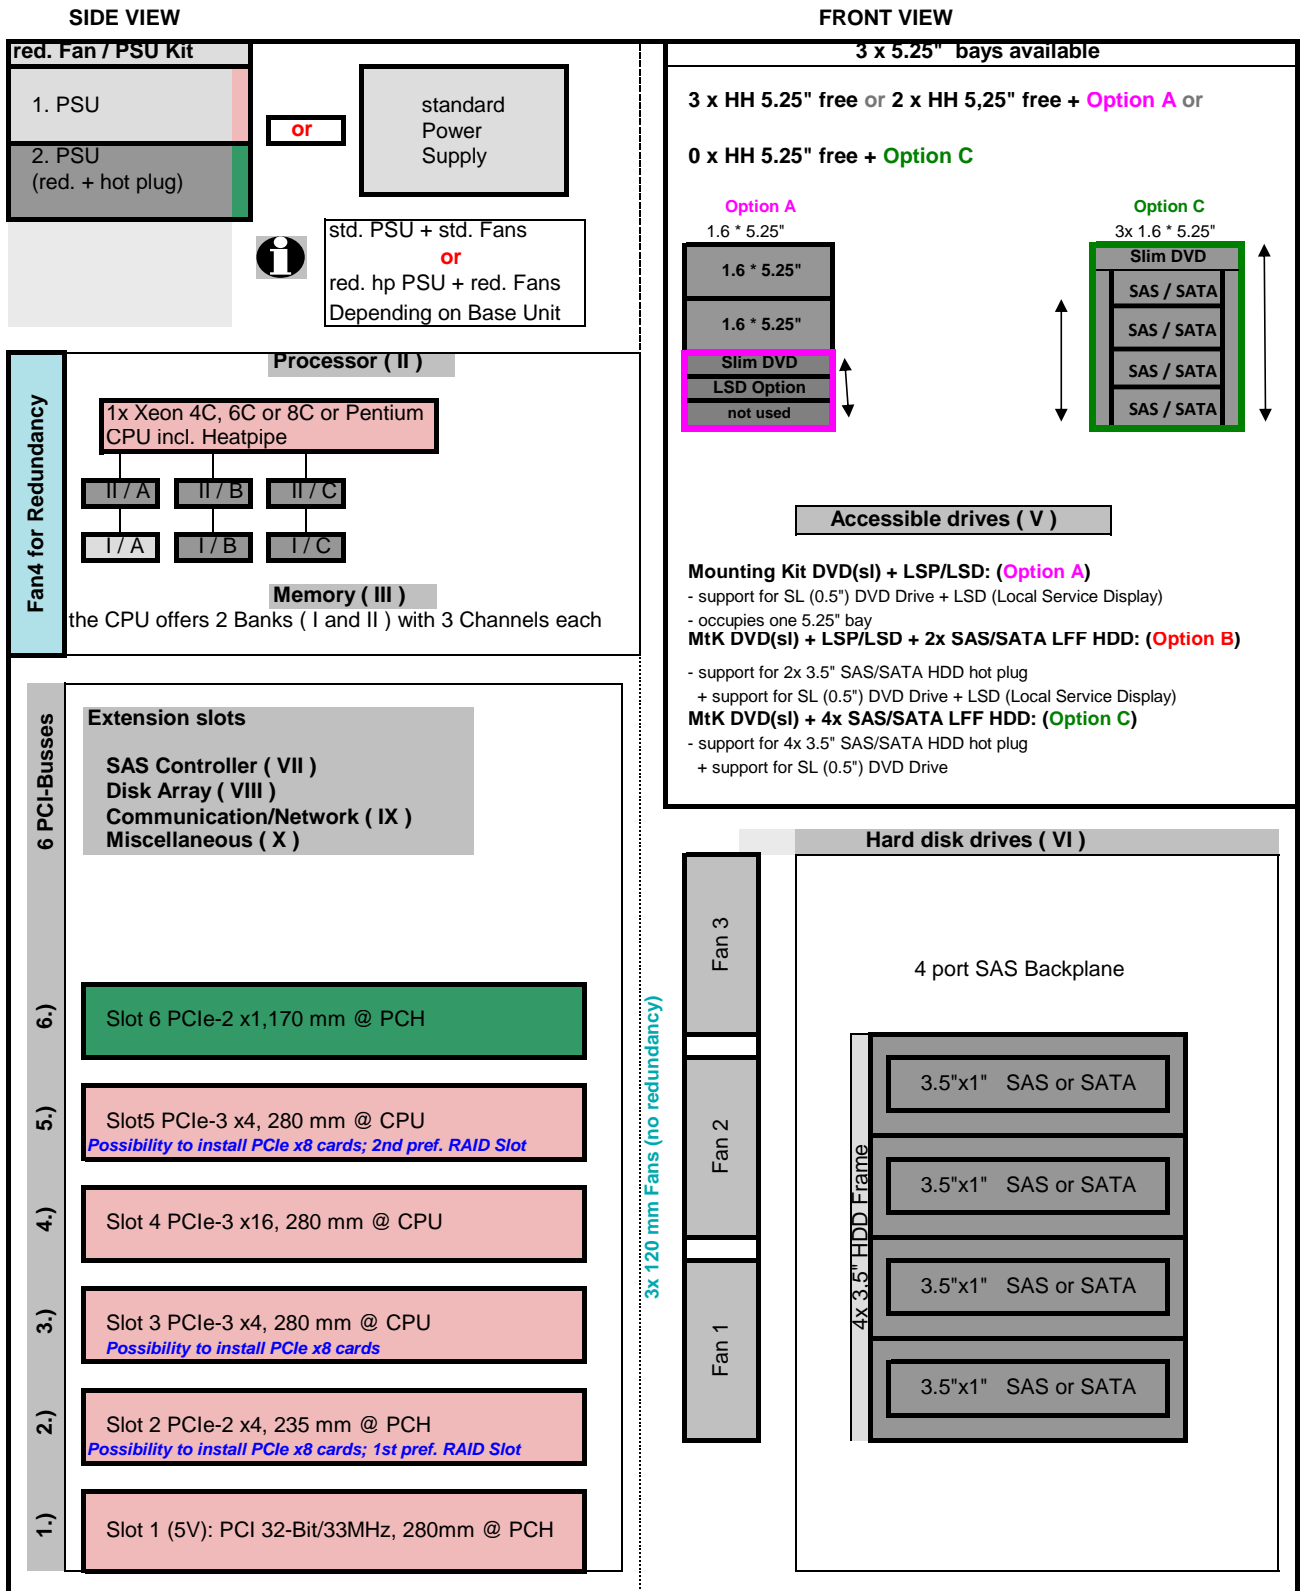 SIDE VIEW
red. Fan / PSU Kit
1. PSU
2. PSU
(red. + hot plug)
or
standard
Power
Supply
std. PSU + std. Fans
or
red. hp PSU + red. Fans
Depending on Base Unit
Fan4 for Redundancy
Processor ( II )
1x Xeon 4C, 6C or 8C or Pentium
CPU incl. Heatpipe
II / A II / B II / C
I / A I / B I / C
Memory ( III )
the CPU offers 2 Banks ( I and II ) with 3 Channels each
6 PCI-Busses
Extension slots
SAS Controller ( VII )
Disk Array ( VIII )
Communication/Network ( IX )
Miscellaneous ( X )
6.)
Slot 6 PCIe-2 x1,170 mm @ PCH
5.)
Slot5 PCIe-3 x4, 280 mm @ CPU
Possibility to install PCIe x8 cards; 2nd pref. RAID Slot
4.)
Slot 4 PCIe-3 x16, 280 mm @ CPU
3.)
Slot 3 PCIe-3 x4, 280 mm @ CPU
Possibility to install PCIe x8 cards
2.)
Slot 2 PCIe-2 x4, 235 mm @ PCH
Possibility to install PCIe x8 cards; 1st pref. RAID Slot
1.)
Slot 1 (5V): PCI 32-Bit/33MHz, 280mm @ PCH
3x 120 mm Fans (no redundancy)
FRONT VIEW
3 x 5.25" bays available
3 x HH 5.25" free or 2 x HH 5,25" free + Option A or
0 x HH 5.25" free + Option C
Option A
1.6 * 5.25"
1.6 * 5.25"
1.6 * 5.25"
Slim DVD
LSD Option
not used
Option C
3x 1.6 * 5.25"
Slim DVD
SAS / SATA
SAS / SATA
SAS / SATA
SAS / SATA
Accessible drives ( V )
Mounting Kit DVD(sl) + LSP/LSD: (Option A)
- support for SL (0.5") DVD Drive + LSD (Local Service Display)
- occupies one 5.25" bay
MtK DVD(sl) + LSP/LSD + 2x SAS/SATA LFF HDD: (Option B)
- support for 2x 3.5" SAS/SATA HDD hot plug
+ support for SL (0.5") DVD Drive + LSD (Local Service Display)
MtK DVD(sl) + 4x SAS/SATA LFF HDD: (Option C)
- support for 4x 3.5" SAS/SATA HDD hot plug
+ support for SL (0.5") DVD Drive
Hard disk drives ( VI )
Fan 3
Fan 2
Fan 1
4 port SAS Backplane
4x 3,5" HDD Frame
3.5"x1" SAS or SATA
3.5"x1" SAS or SATA
3.5"x1" SAS or SATA
3.5"x1" SAS or SATA